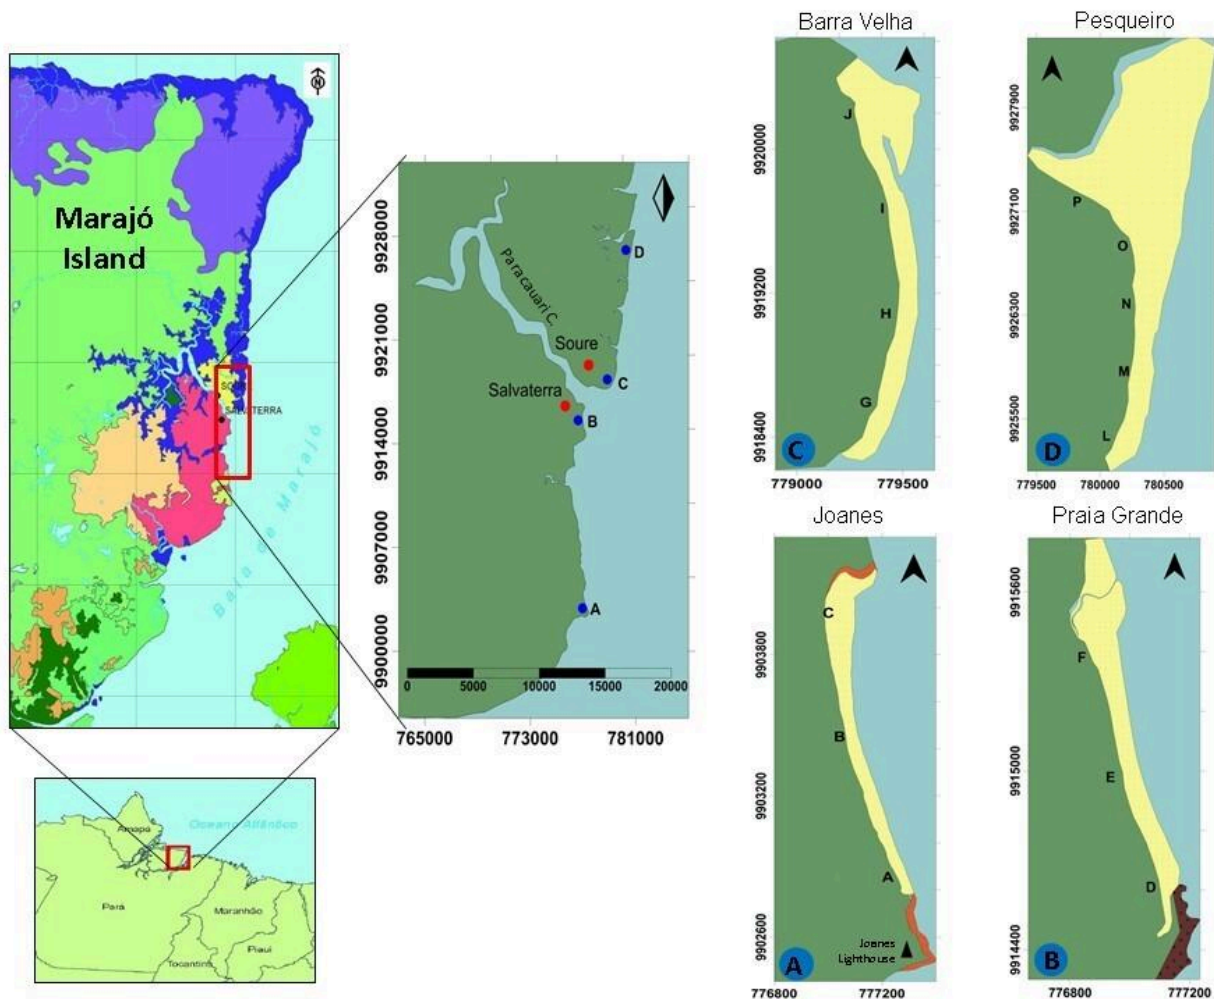 Marajó
Island
N
SO
SALVATERRA
Baia de Marajó
Amapá
Oceano Atlântico
Pará
Maranhão
Piauí
Tocantins
9928000
9921000
9914000
9907000
9900000
Paracauari C.
Soure
Salvaterra
D
C
B
A
0 5000 10000 15000 20000
765000 773000 781000
Barra Velha
9920000
9919200
9918400
J
I
H
G
C
779000 779500
Pesqueiro
9927900
9927100
9926300
9925500
P
O
N
M
L
D
779500 780000 780500
Joanes
9903800
9903200
9902600
C
B
A
Joanes
Lighthouse
A
776800 777200
Praia Grande
9915600
9915000
9914400
F
E
D
B
776800 777200